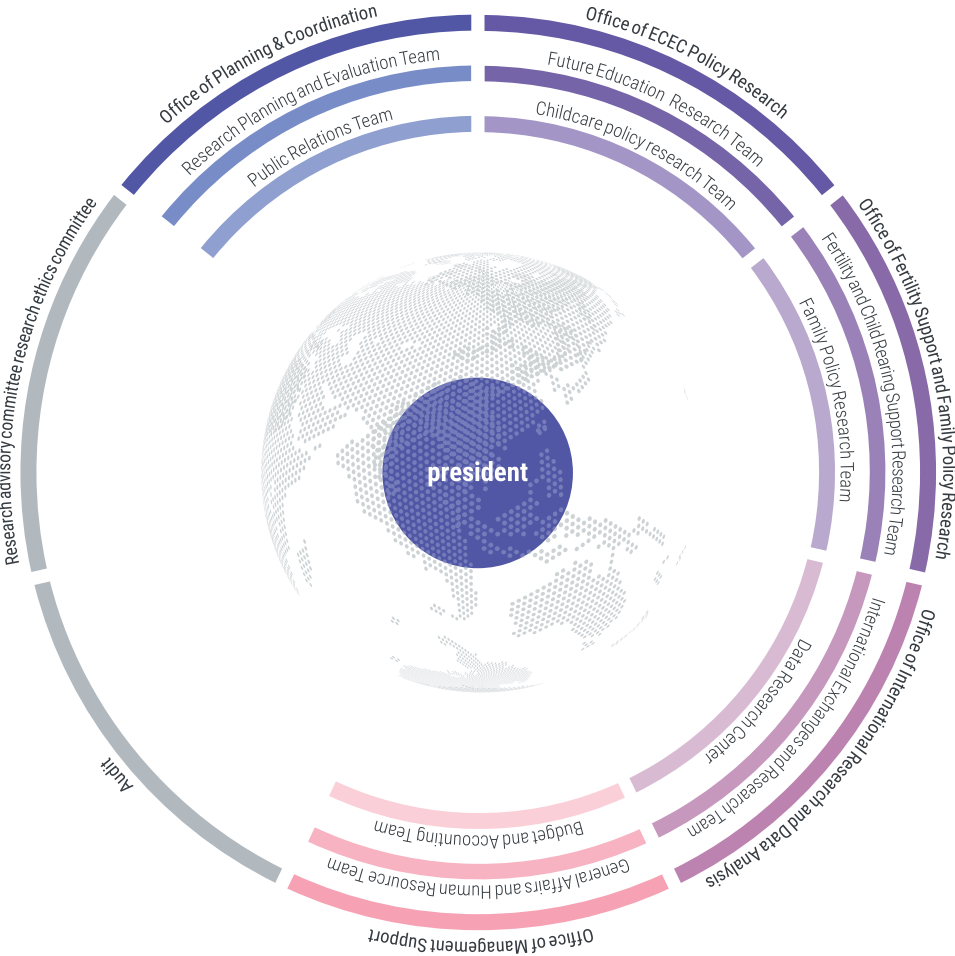 Office of Planning & Coordination
Research Planning and Evaluation Team
Public Relations Team
Office of ECEC Policy Research
Future Education Research Team
Childcare policy research Team
Office of Fertility Support and Family Policy Research
Fertility and Child Rearing Support Research Team
Family Policy Research Team
Office of International Research and Data Analysis
International Exchanges and Research Team
Data Research Center
Office of Management Support
General Affairs and Human Resource Team
Budget and Accounting Team
Audit
Research advisory committee research ethics committee
president